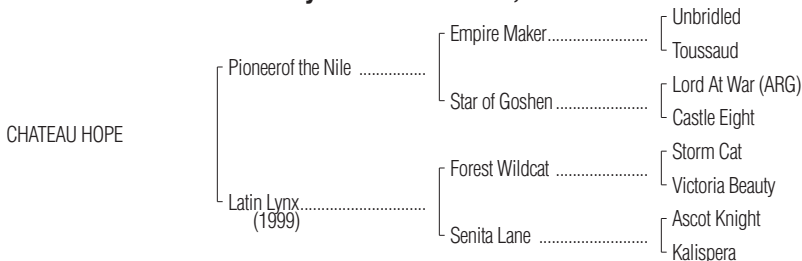 Unbridled
Empire Maker..................
Toussaud
Pioneerof the Nile ................
Lord At War (ARG)
Star of Goshen ................
Castle Eight
CHATEAU HOPE
Storm Cat
Forest Wildcat ................
Victoria Beauty
Latin Lynx..............................
(1999)
Ascot Knight
Senita Lane ....................
Kalispera